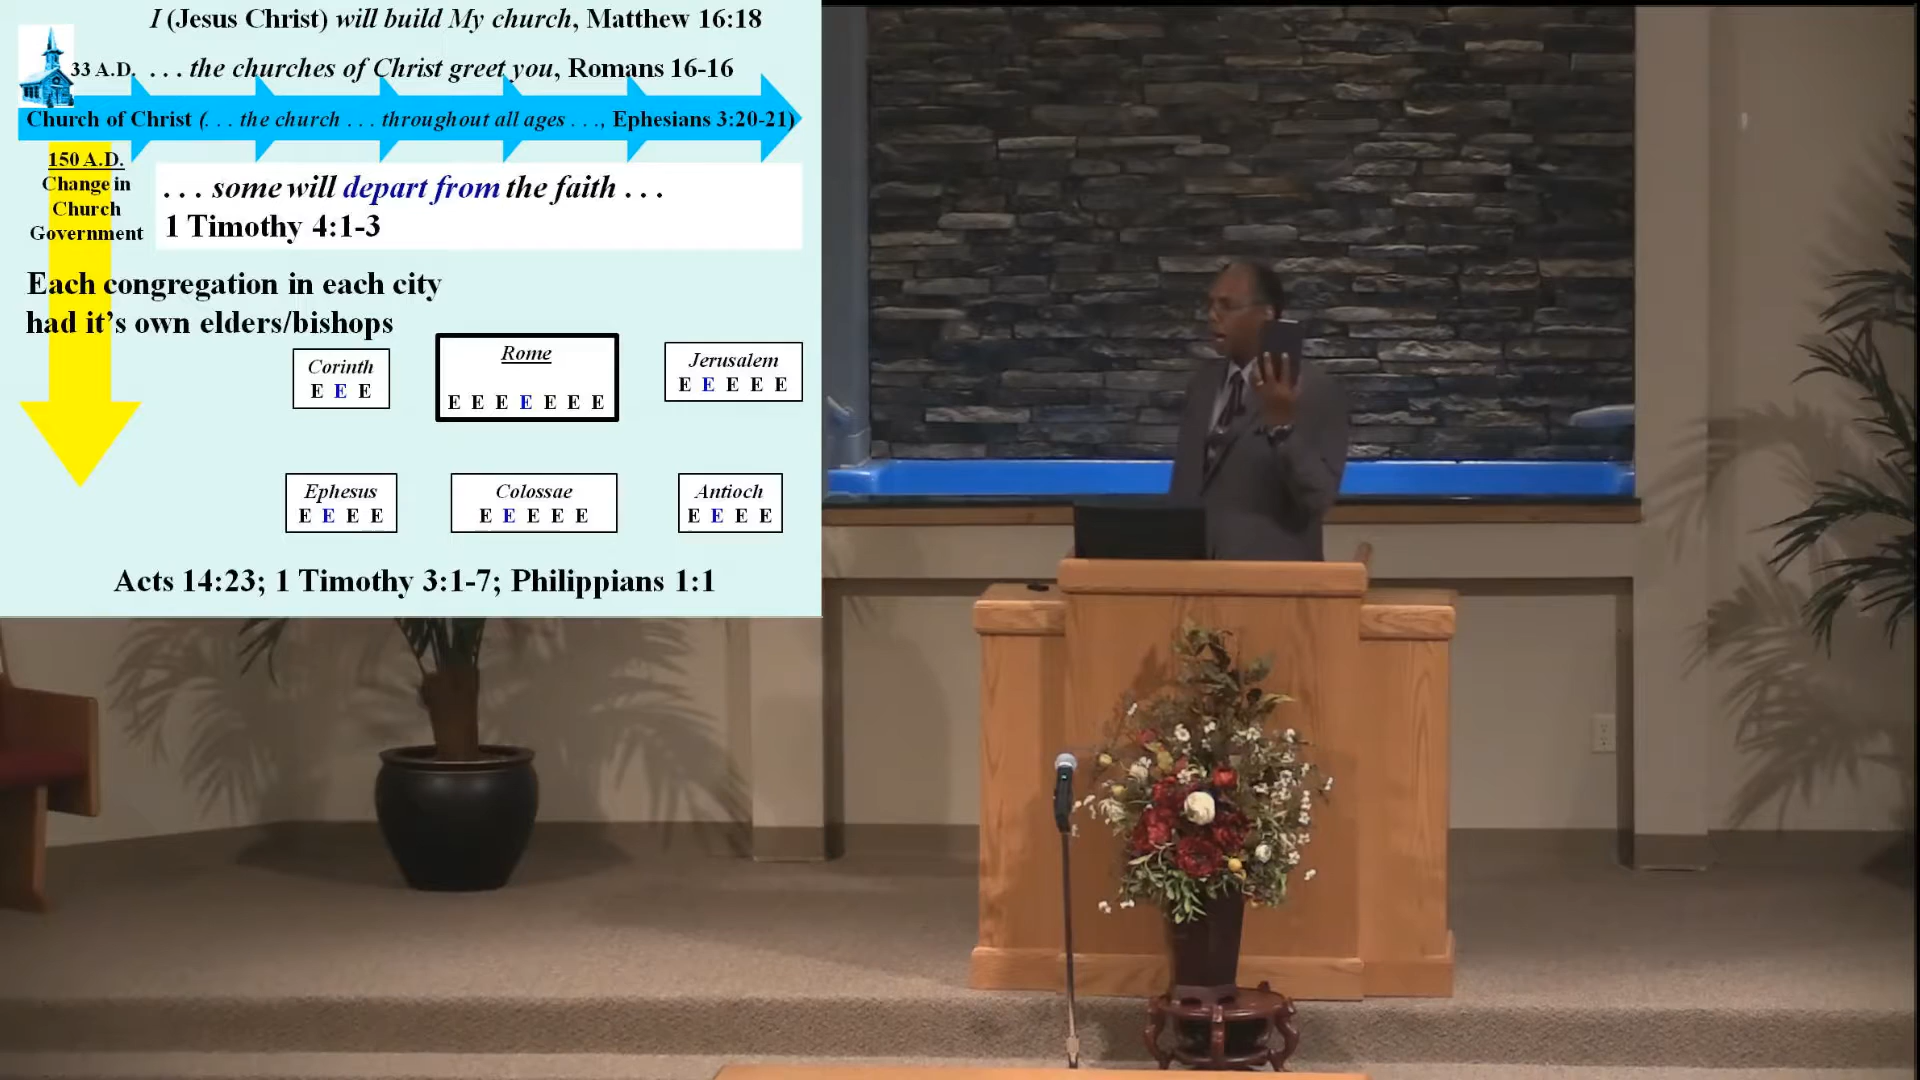 I (Jesus Christ) will build My church, Matthew 16:18
33 A.D. . . . the churches of Christ greet you, Romans 16-16
Church of Christ (. . . the church . . . throughout all ages . . ., Ephesians 3:20-21)
150 A.D.
Change in
Church
Government
. . . some will depart from the faith . . .
1 Timothy 4:1-3
Each congregation in each city
had it's own elders/bishops
Corinth
E E E
Rome
E E E E E E E
Jerusalem
E E E E E
Ephesus
E E E E
Colossae
E E E E E
Antioch
E E E E
Acts 14:23; 1 Timothy 3:1-7; Philippians 1:1